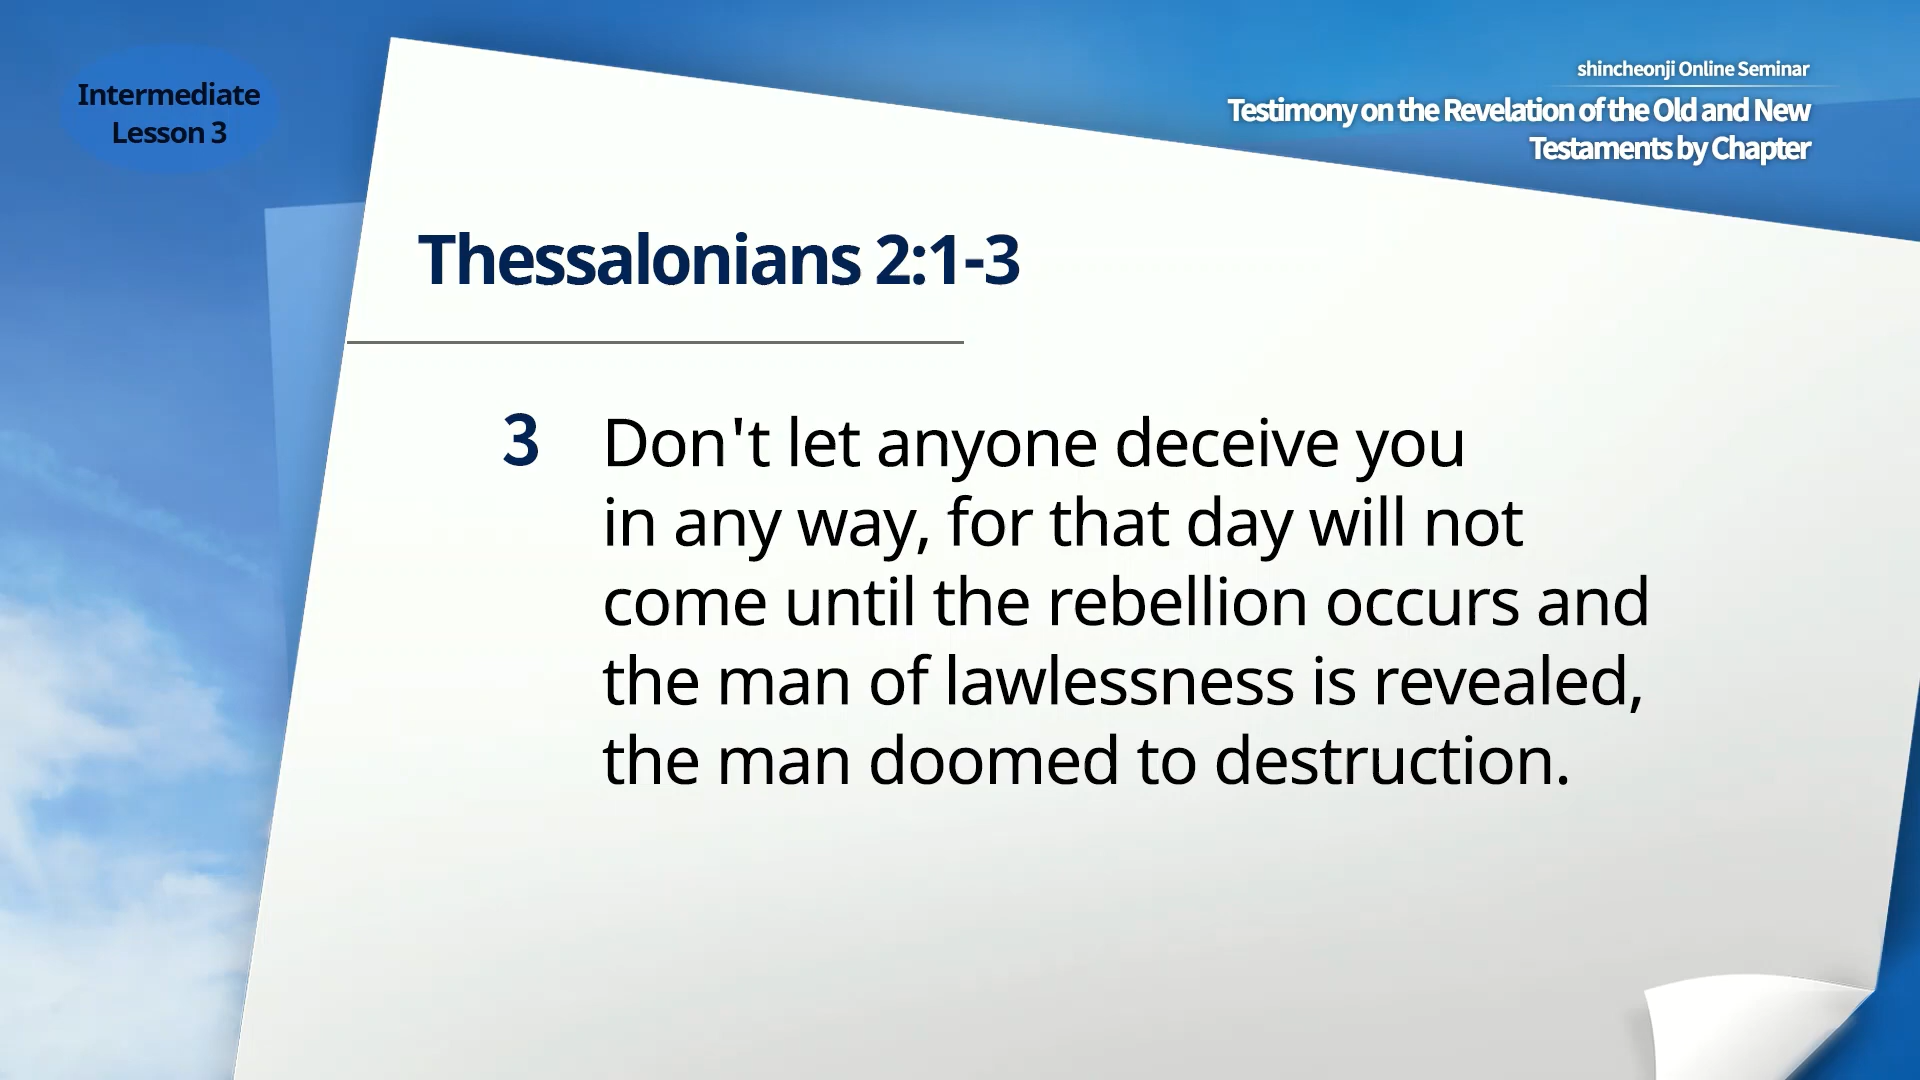 Intermediate
Lesson 3
shincheonji Online Seminar
Testimony on the Revelation of the Old and New
Testaments by Chapter
Thessalonians 2:1-3
3 Don't let anyone deceive you
in any way, for that day will not
come until the rebellion occurs and
the man of lawlessness is revealed,
the man doomed to destruction.